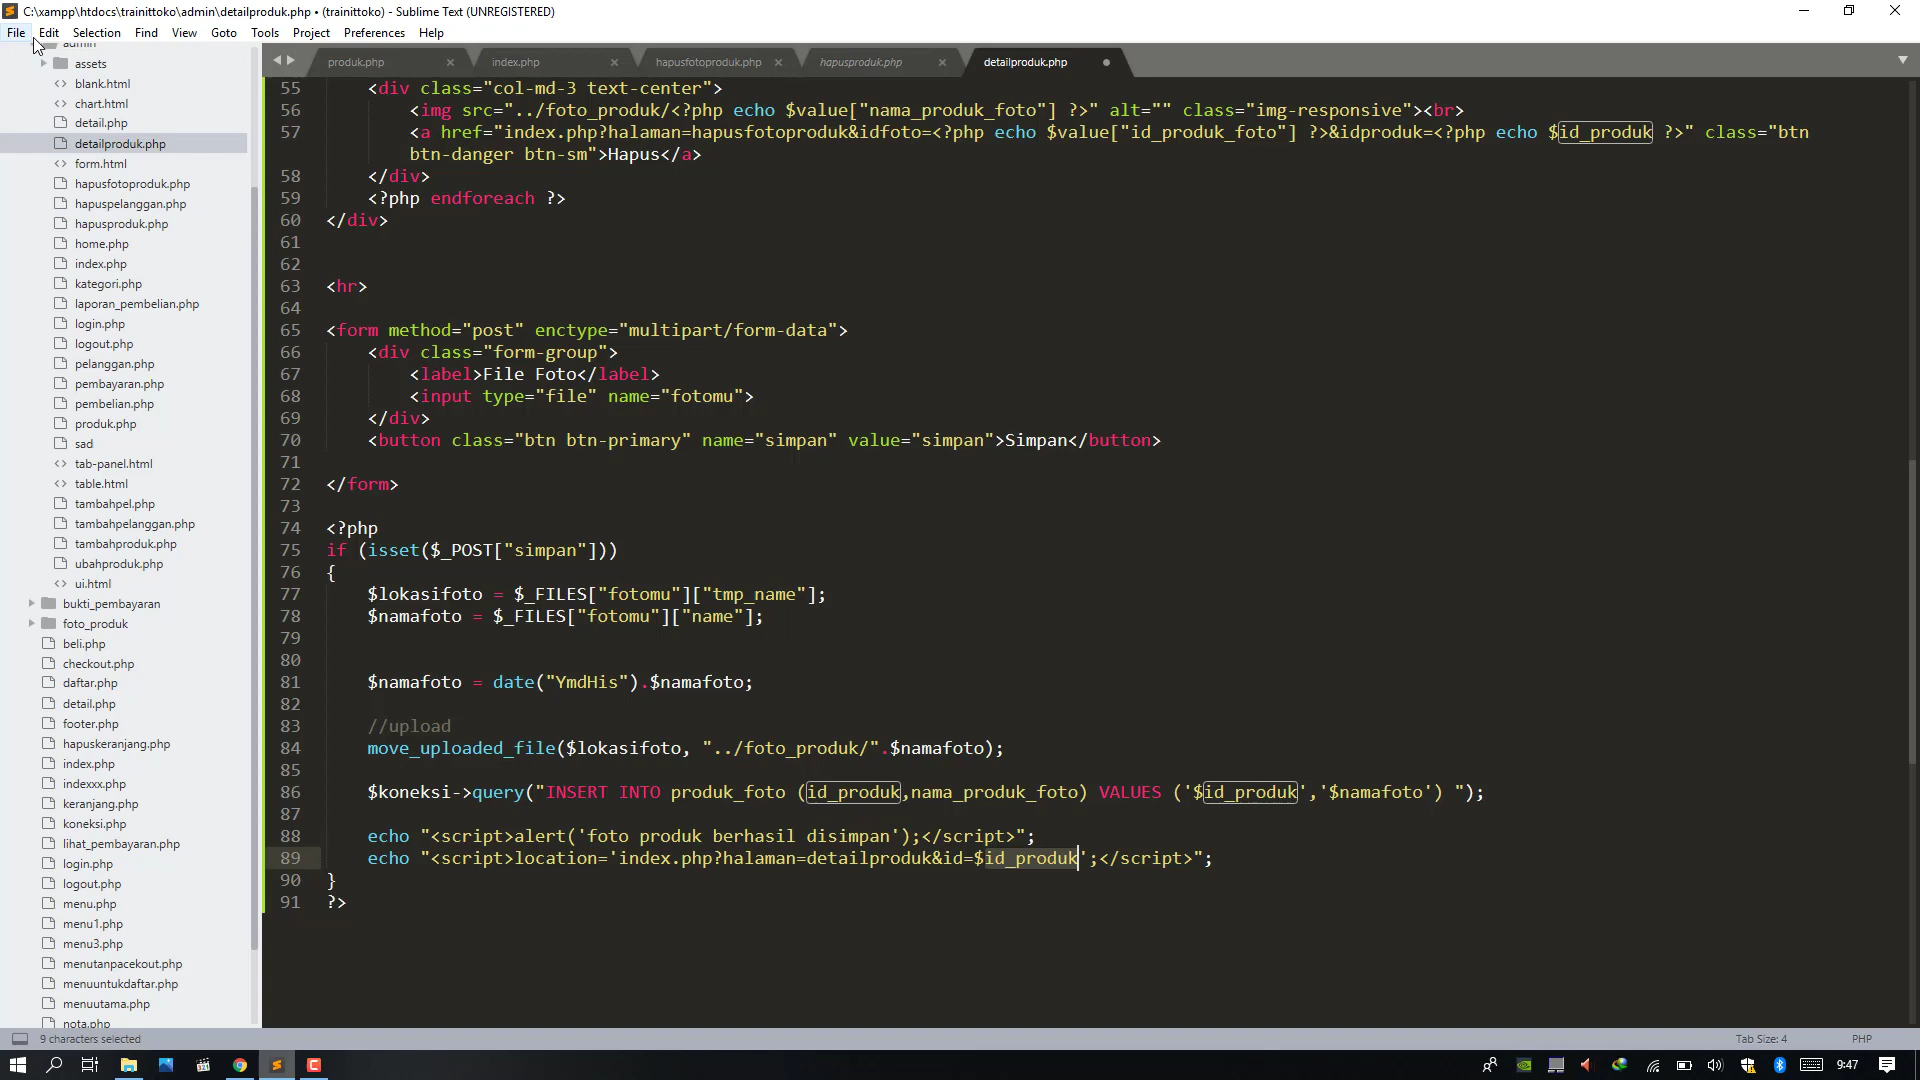 C:\xampp\htdocs\trainittoko\admin\detailproduk.php • (trainittoko) - Sublime Text (UNREGISTERED)
File Edit Selection Find View Goto Tools Project Preferences Help
admin
assets
blank.html
chart.html
detail.php
detailproduk.php
form.html
hapusfotoproduk.php
hapuspelanggan.php
hapusproduk.php
home.php
index.php
kategori.php
laporan_pembelian.php
login.php
logout.php
pelanggan.php
pembayaran.php
pembelian.php
produk.php
sad
tab-panel.html
table.html
tambahpel.php
tambahpelanggan.php
tambahproduk.php
ubahproduk.php
ui.html
bukti_pembayaran
foto_produk
beli.php
checkout.php
daftar.php
detail.php
footer.php
hapuskeranjang.php
index.php
indexxx.php
keranjang.php
koneksi.php
lihat_pembayaran.php
login.php
logout.php
menu.php
menu1.php
menu3.php
menutanpacekout.php
menuuntukdaftar.php
menuutama.php
nota.php
produk.php index.php hapusfotoproduk.php hapusproduk.php detailproduk.php
55 <div class="col-md-3 text-center">
56 <img src="../foto_produk/<?php echo $value["nama_produk_foto"] ?>" alt="" class="img-responsive"><br>
57 <a href="index.php?halaman=hapusfotoproduk&idfoto=<?php echo $value["id_produk_foto"] ?>&idproduk=<?php echo $id_produk ?>" class="btn
btn-danger btn-sm">Hapus</a>
58 </div>
59 <?php endforeach ?>
60 </div>
61
62
63 <hr>
64
65 <form method="post" enctype="multipart/form-data">
66 <div class="form-group">
67 <label>File Foto</label>
68 <input type="file" name="fotomu">
69 </div>
70 <button class="btn btn-primary" name="simpan" value="simpan">Simpan</button>
71
72 </form>
73
74 <?php
75 if (isset($_POST["simpan"]))
76 {
77 $lokasifoto = $_FILES["fotomu"]["tmp_name"];
78 $namafoto = $_FILES["fotomu"]["name"];
79
80
81 $namafoto = date("YmdHis").$namafoto;
82
83 //upload
84 move_uploaded_file($lokasifoto, "../foto_produk/".$namafoto);
85
86 $koneksi->query("INSERT INTO produk_foto (id_produk,nama_produk_foto) VALUES ('$id_produk','$namafoto') ");
87
88 echo "<script>alert('foto produk berhasil disimpan');</script>";
89 echo "<script>location='index.php?halaman=detailproduk&id=$id_produk';</script>";
90 }
91 ?>
9 characters selected Tab Size: 4 PHP
9:47